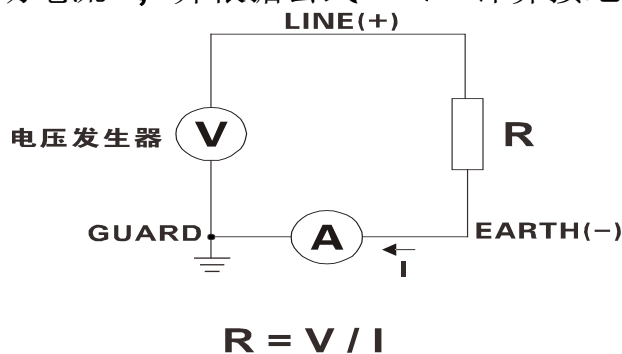 LINE(+)
电压发生器
V
R
GUARD
A
EARTH(−)
I
R = V / I